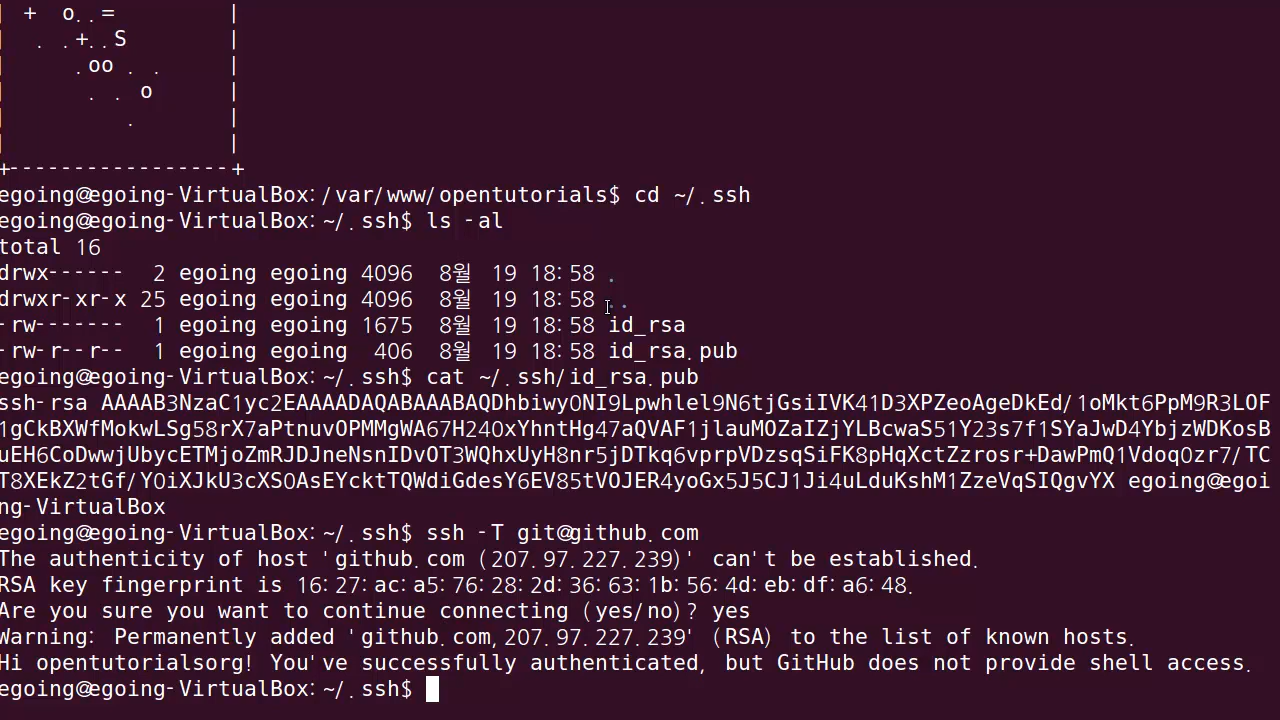 | + o..= |
| . .+..S |
| .oo . . |
| . . o |
| . |
| |
+-----------------+
egoing@egoing-VirtualBox:/var/www/opentutorials$ cd ~/.ssh
egoing@egoing-VirtualBox:~/.ssh$ ls -al
total 16
drwx------ 2 egoing egoing 4096 8월 19 18:58 .
drwxr-xr-x 25 egoing egoing 4096 8월 19 18:58 ..
-rw------- 1 egoing egoing 1675 8월 19 18:58 id_rsa
-rw-r--r-- 1 egoing egoing 406 8월 19 18:58 id_rsa.pub
egoing@egoing-VirtualBox:~/.ssh$ cat ~/.ssh/id_rsa.pub
ssh-rsa AAAAB3NzaC1yc2EAAAADAQABAAABAQDhbiwy0NI9Lpwhlel9N6tjGsiIVK41D3XPZeoAgeDkEd/1oMkt6PpM9R3LOF
1gCkBXWfMokwLSg58rX7aPtnuvOPMMgWA67H240xYhntHg47aQVAF1jlauMOZaIZjYLBcwaS51Y23s7f1SYaJwD4YbjzWDKosB
uEH6CoDwwjUbycETMjoZmRJDJneNsnIDvOT3WQhxUyH8nr5jDTkq6vprpVDzsqSiFK8pHqXctZzrosr+DawPmQ1Vdoq0zr7/TC
T8XEkZ2tGf/Y0iXJkU3cXS0AsEYcktTQWdiGdesY6EV85tVOJER4yoGx5J5CJ1Ji4uLduKshM1ZzeVqSIQgvYX egoing@egoi
ng-VirtualBox
egoing@egoing-VirtualBox:~/.ssh$ ssh -T git@github.com
The authenticity of host 'github.com (207.97.227.239)' can't be established.
RSA key fingerprint is 16:27:ac:a5:76:28:2d:36:63:1b:56:4d:eb:df:a6:48.
Are you sure you want to continue connecting (yes/no)? yes
Warning: Permanently added 'github.com,207.97.227.239' (RSA) to the list of known hosts.
Hi opentutorialsorg! You've successfully authenticated, but GitHub does not provide shell access.
egoing@egoing-VirtualBox:~/.ssh$